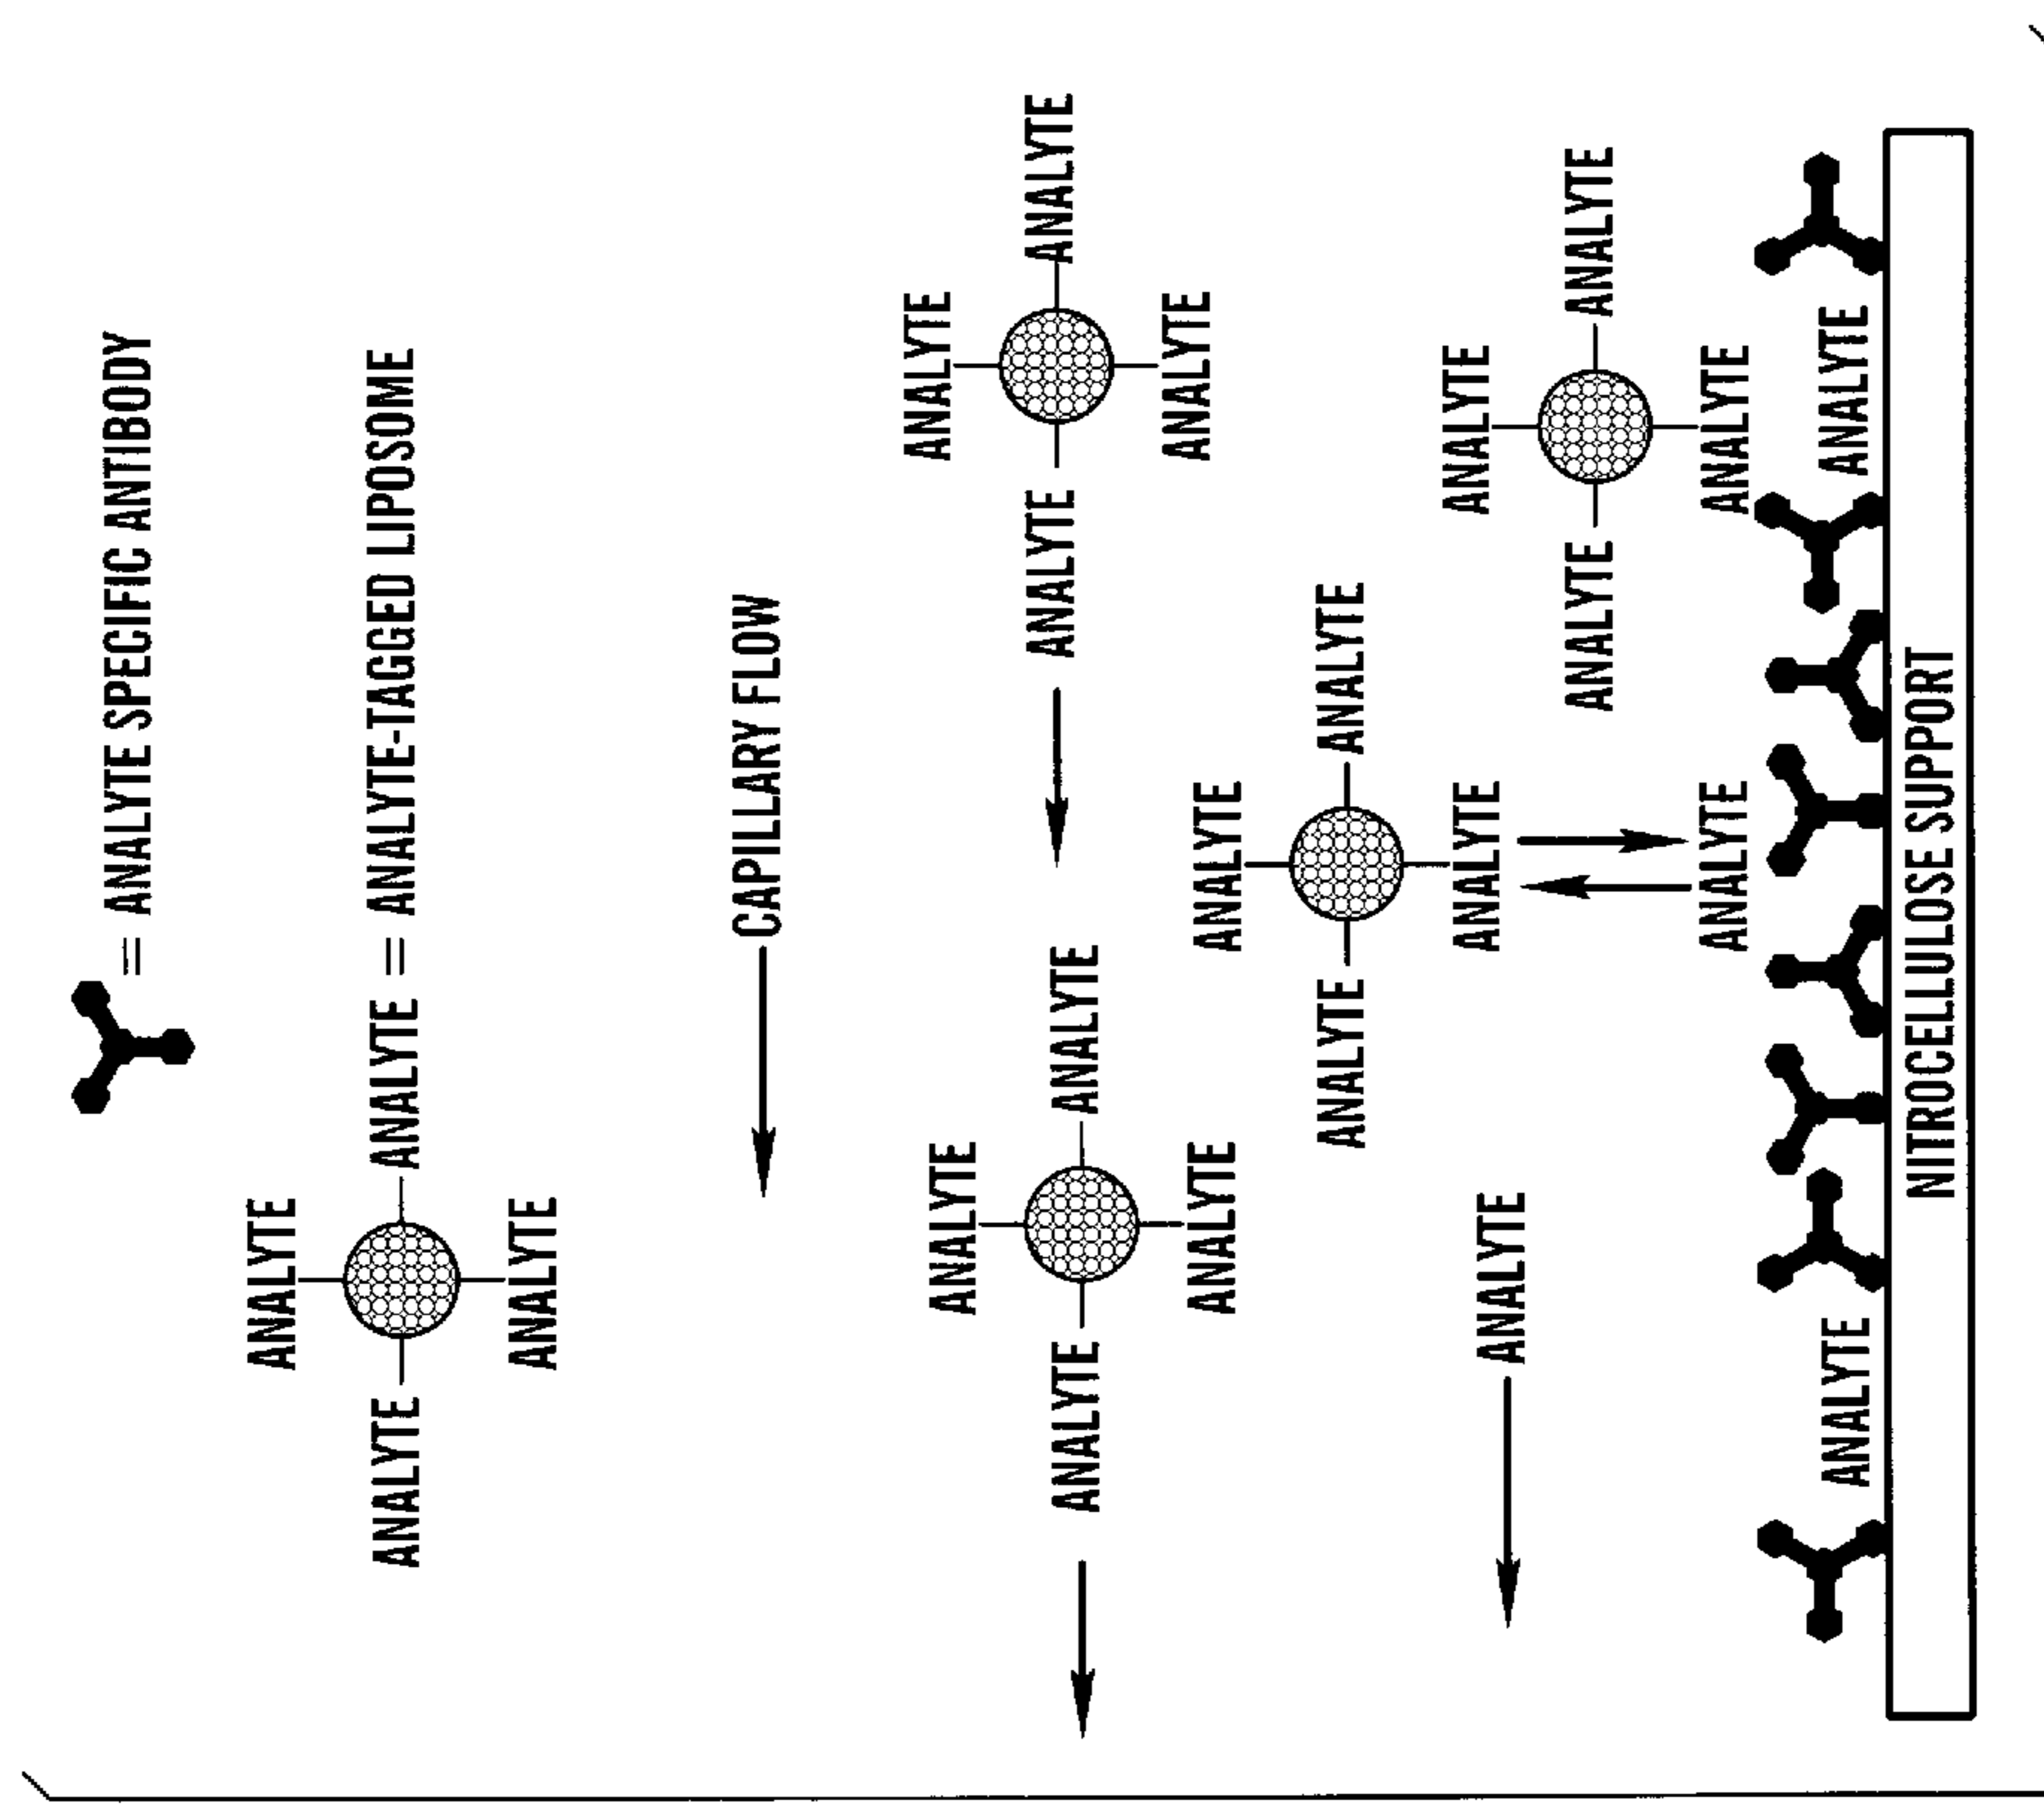 = ANALYTE SPECIFIC ANTIBODY
ANALYTE
ANALYTE ANALYTE = ANALYTE-TAGGED LIPOSOME
ANALYTE
CAPILLARY FLOW
ANALYTE ANALYTE
ANALYTE ANALYTE ANALYTE ANALYTE
ANALYTE ANALYTE
ANALYTE
ANALYTE ANALYTE
ANALYTE ANALYTE ANALYTE
ANALYTE ANALYTE
ANALYTE ANALYTE
ANALYTE ANALYTE
NITROCELLULOSE SUPPORT